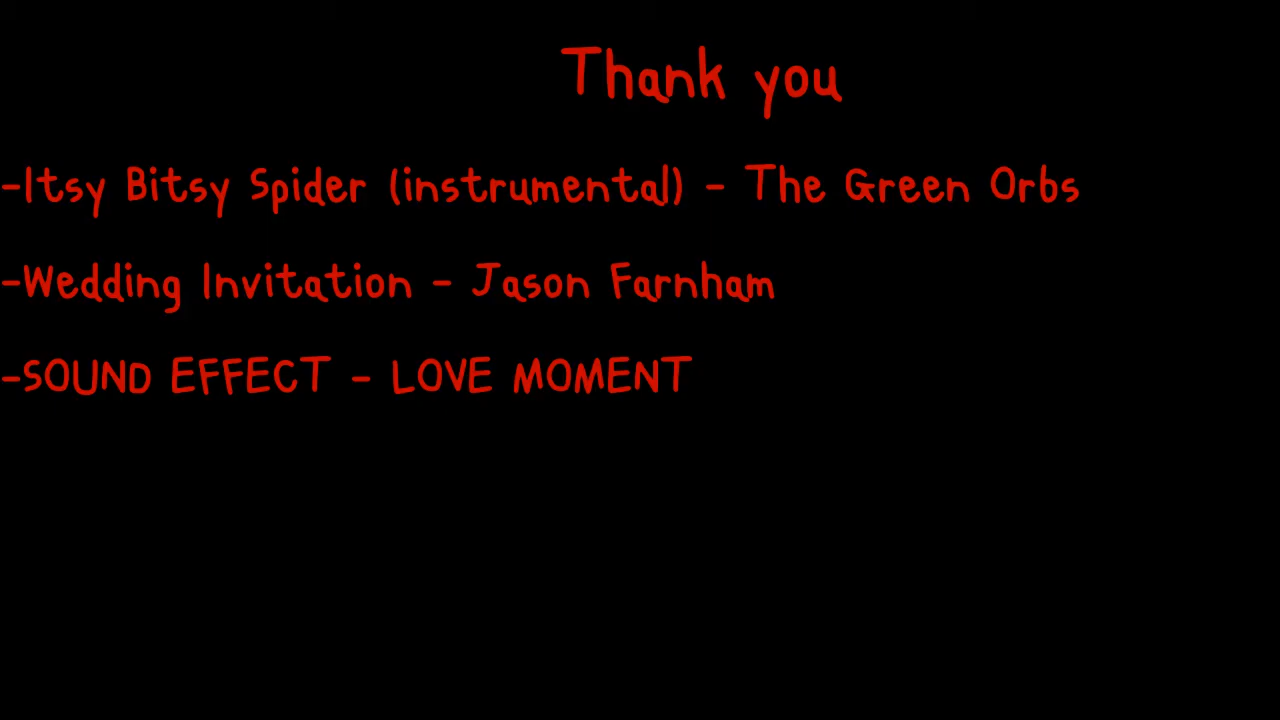 Thank you
-Itsy Bitsy Spider (instrumental) - The Green Orbs
-Wedding Invitation - Jason Farnham
-SOUND EFFECT - LOVE MOMENT